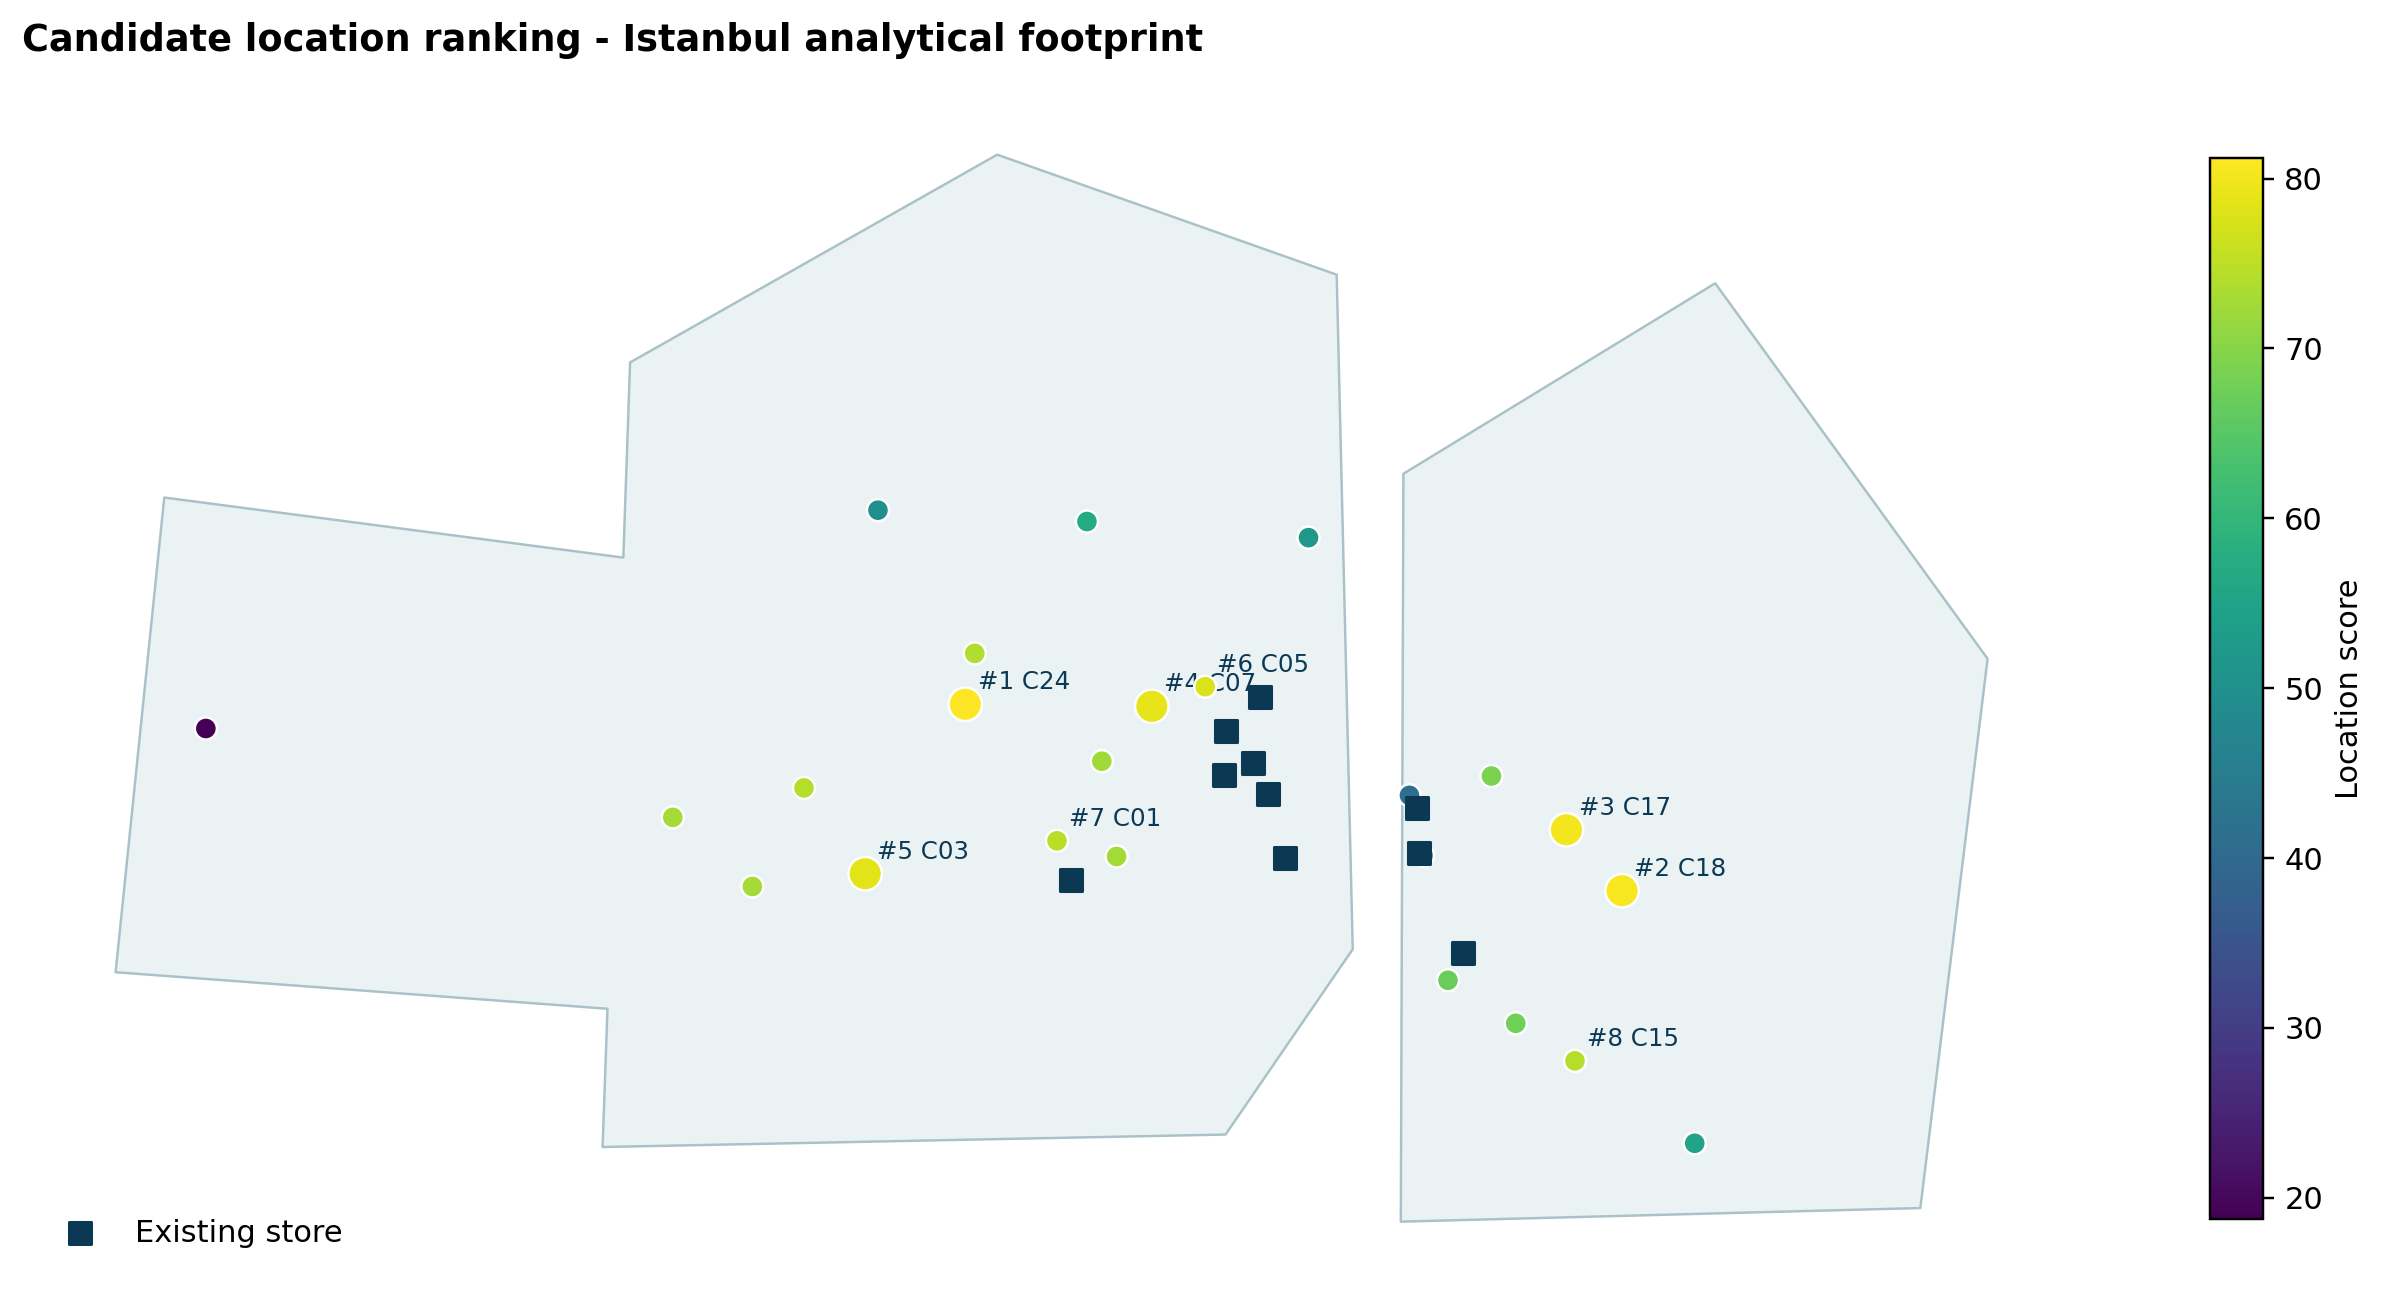 Candidate location ranking - Istanbul analytical footprint
80
70
60
50
40
30
20
Location score
#6 C05
#1 C24
#4 C07
#3 C17
#7 C01
#5 C03
#2 C18
#8 C15
Existing store